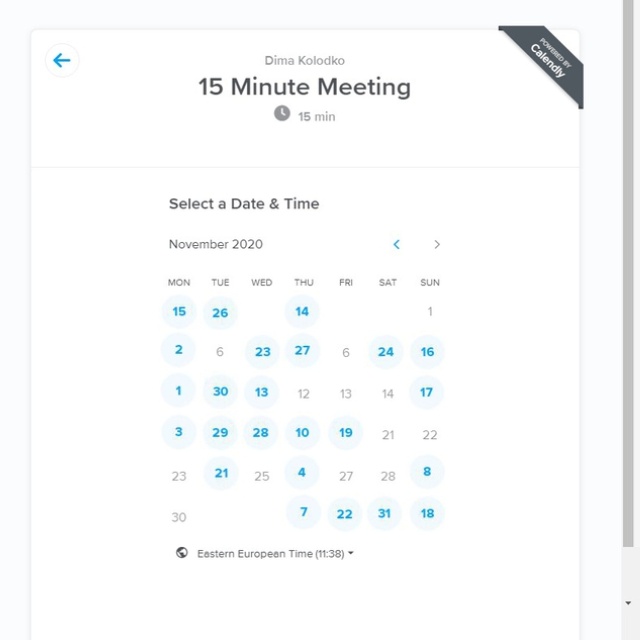 POWERED BY
Calendly
Dima Kolodko
15 Minute Meeting
15 min
Select a Date & Time
November 2020 < >
MON TUE WED THU FRI SAT SUN
15 26 14 1
2 6 23 27 6 24 16
1 30 13 12 13 14 17
3 29 28 10 19 21 22
23 21 25 4 27 28 8
30 7 22 31 18
Eastern European Time (11:38)